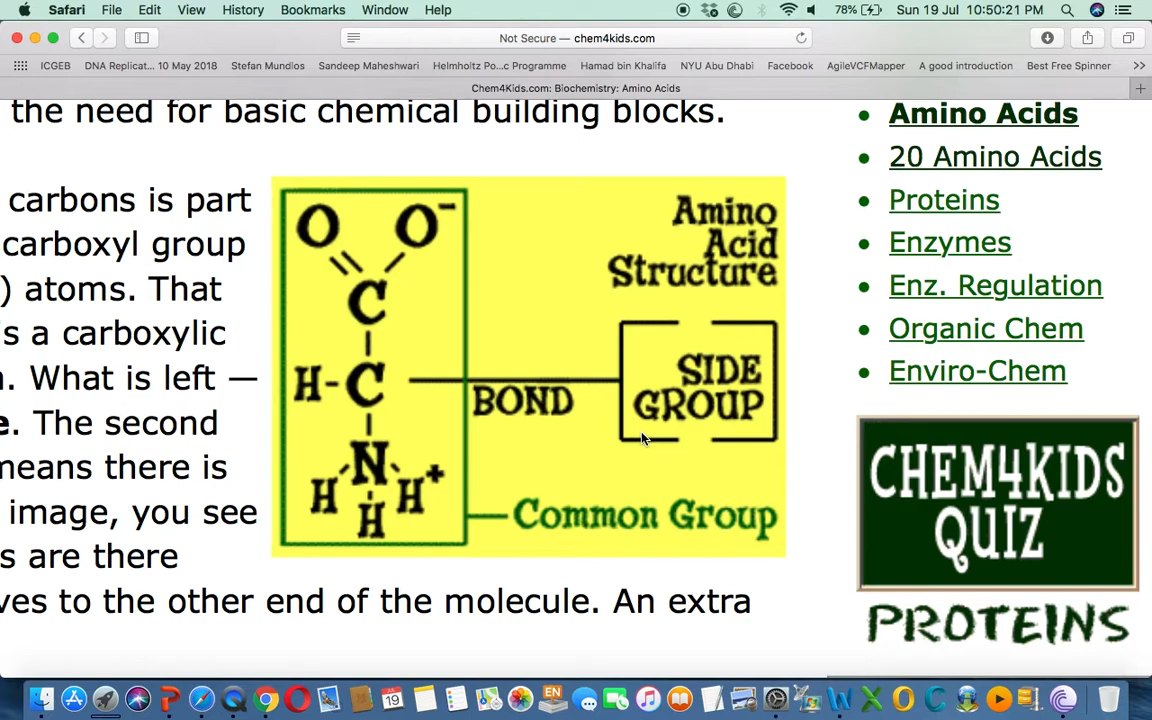 Safari File Edit View History Bookmarks Window Help 78% Sun 19 Jul 10:50:21 PM
Not Secure — chem4kids.com
ICGEB DNA Replicat... 10 May 2018 Stefan Mundlos Sandeep Maheshwari Helmholtz Po...c Programme Hamad bin Khalifa NYU Abu Dhabi Facebook AgileVCFMapper A good introduction Best Free Spinner
Chem4Kids.com: Biochemistry: Amino Acids
the need for basic chemical building blocks.
carbons is part
carboxyl group
) atoms. That
s a carboxylic
. What is left —
e. The second
means there is
image, you see
s are there
ves to the other end of the molecule. An extra
O O−
C
H-C
N
H H H+
BOND
Amino
Acid
Structure
SIDE
GROUP
Common Group
Amino Acids
20 Amino Acids
Proteins
Enzymes
Enz. Regulation
Organic Chem
Enviro-Chem
CHEM4KIDS
QUIZ
PROTEINS